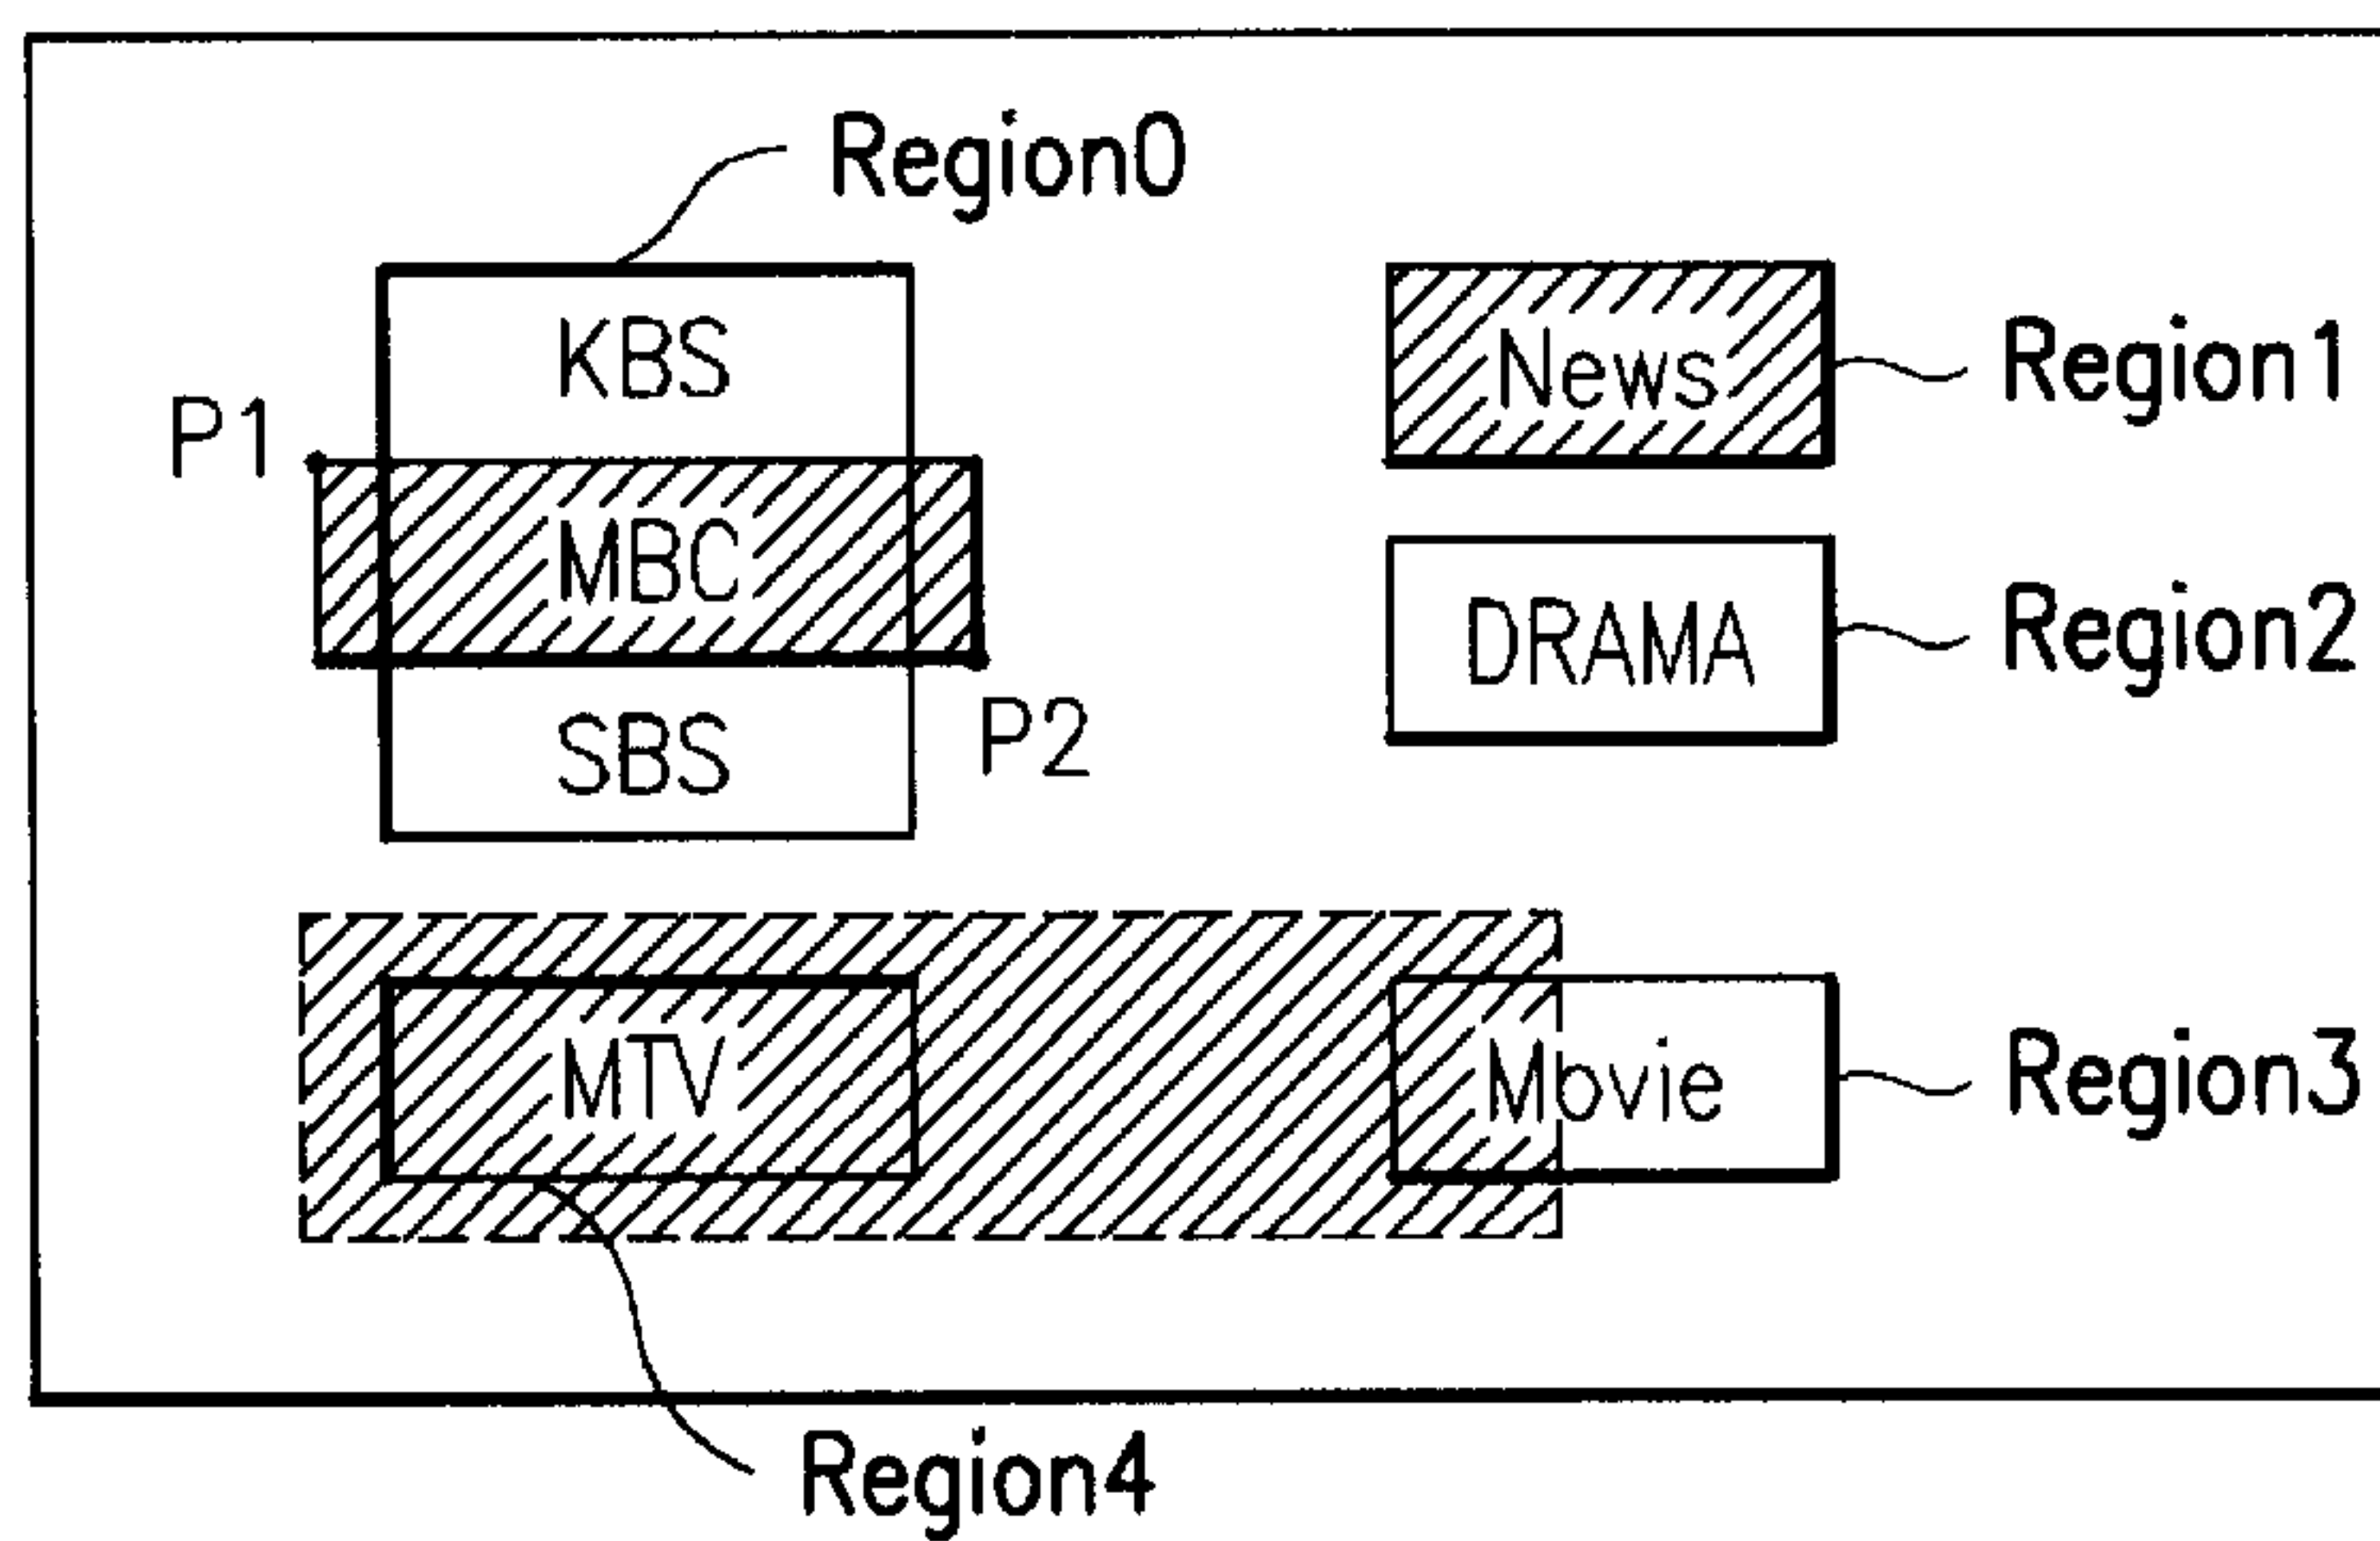 Region0
KBS
News
Region1
P1
MBC
DRAMA
Region2
SBS
P2
MTV
Movie
Region3
Region4